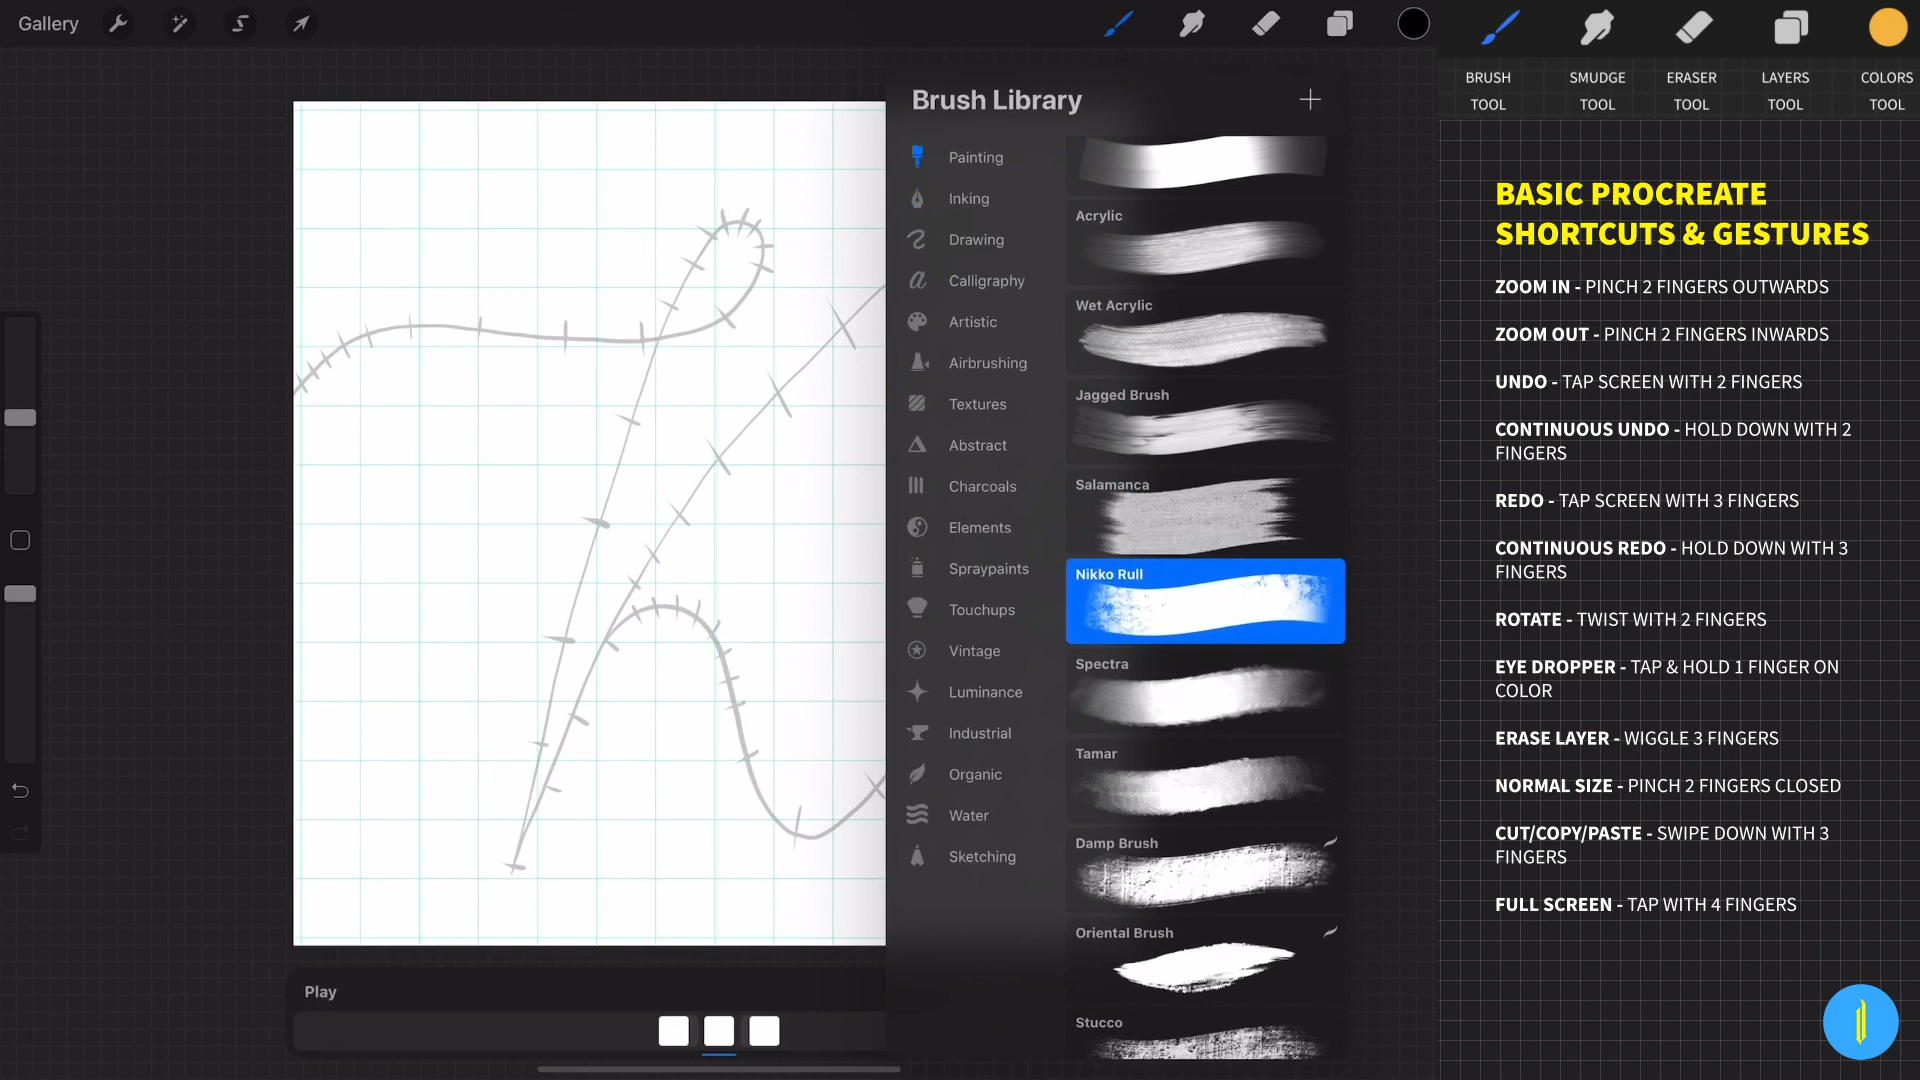 Gallery
BRUSH
TOOL
SMUDGE
TOOL
ERASER
TOOL
LAYERS
TOOL
COLORS
TOOL
Brush Library
Painting
Inking
Drawing
Calligraphy
Artistic
Airbrushing
Textures
Abstract
Charcoals
Elements
Spraypaints
Touchups
Vintage
Luminance
Industrial
Organic
Water
Sketching
Acrylic
Wet Acrylic
Jagged Brush
Salamanca
Nikko Rull
Spectra
Tamar
Damp Brush
Oriental Brush
Stucco
Play
BASIC PROCREATE
SHORTCUTS & GESTURES
ZOOM IN - PINCH 2 FINGERS OUTWARDS
ZOOM OUT - PINCH 2 FINGERS INWARDS
UNDO - TAP SCREEN WITH 2 FINGERS
CONTINUOUS UNDO - HOLD DOWN WITH 2
FINGERS
REDO - TAP SCREEN WITH 3 FINGERS
CONTINUOUS REDO - HOLD DOWN WITH 3
FINGERS
ROTATE - TWIST WITH 2 FINGERS
EYE DROPPER - TAP & HOLD 1 FINGER ON
COLOR
ERASE LAYER - WIGGLE 3 FINGERS
NORMAL SIZE - PINCH 2 FINGERS CLOSED
CUT/COPY/PASTE - SWIPE DOWN WITH 3
FINGERS
FULL SCREEN - TAP WITH 4 FINGERS